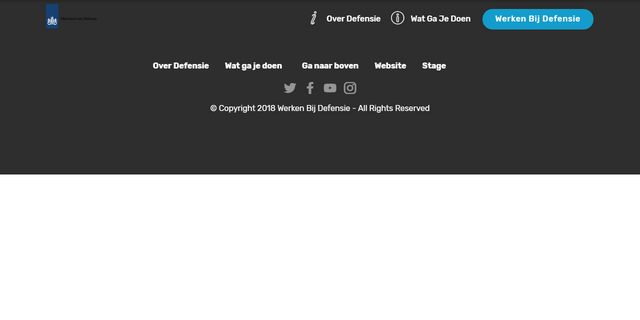 Over Defensie
Wat Ga Je Doen
Werken Bij Defensie
Over Defensie Wat ga je doen Ga naar boven Website Stage
© Copyright 2018 Werken Bij Defensie - All Rights Reserved